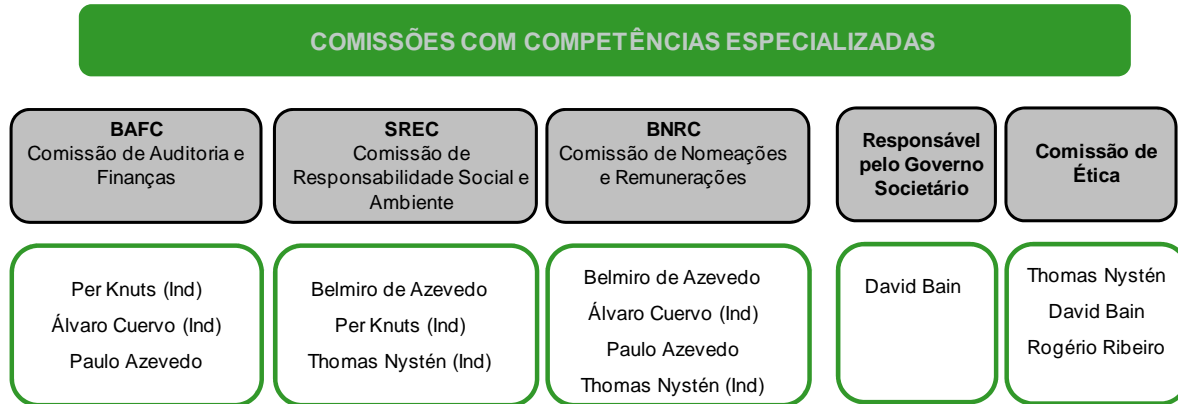 COMISSÕES COM COMPETÊNCIAS ESPECIALIZADAS
BAFC
Comissão de Auditoria e
Finanças
SREC
Comissão de
Responsabilidade Social e
Ambiente
BNRC
Comissão de Nomeações
e Remunerações
Responsável
pelo Governo
Societário
Comissão de
Ética
Per Knuts (Ind)
Álvaro Cuervo (Ind)
Paulo Azevedo
Belmiro de Azevedo
Per Knuts (Ind)
Thomas Nystén (Ind)
Belmiro de Azevedo
Álvaro Cuervo (Ind)
Paulo Azevedo
Thomas Nystén (Ind)
David Bain
Thomas Nystén
David Bain
Rogério Ribeiro